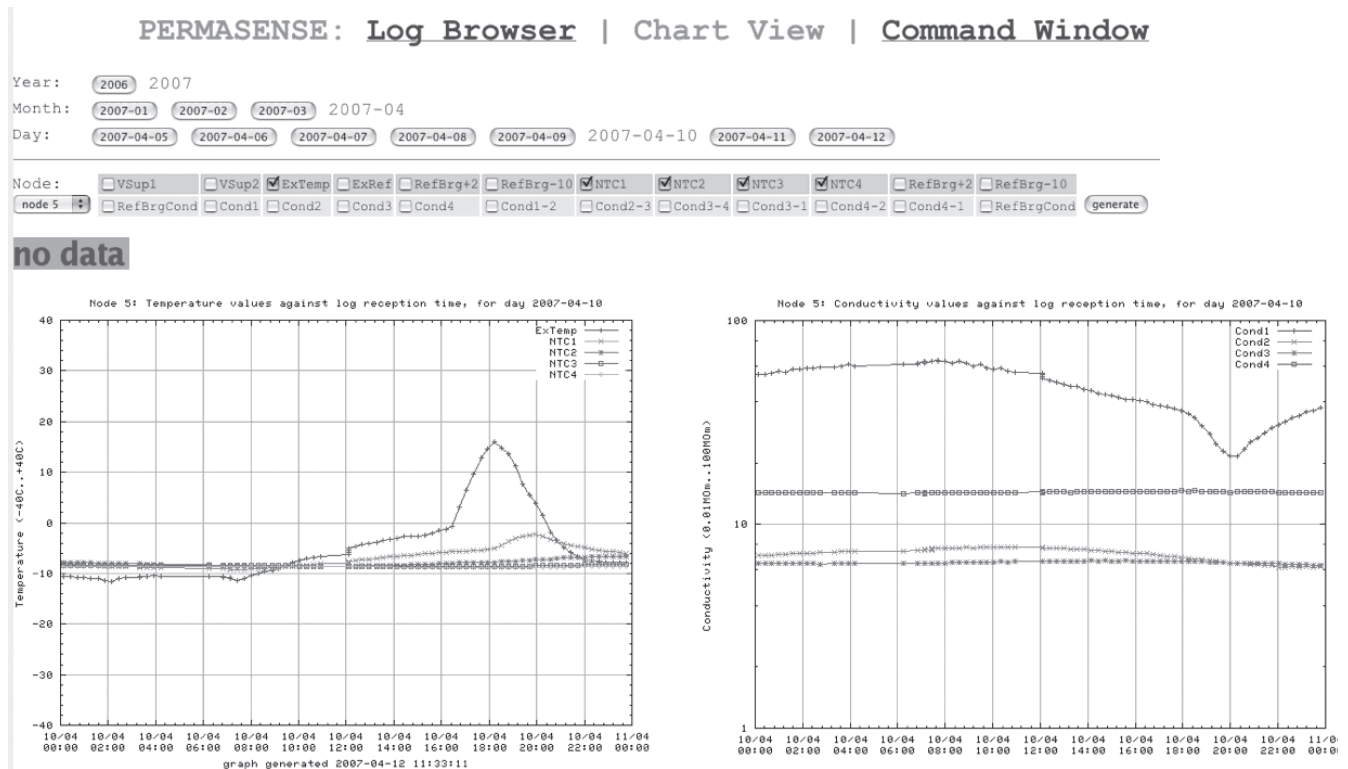 PERMASENSE: Log Browser | Chart View | Command Window
Year: 2006 2007
Month: 2007-01 2007-02 2007-03 2007-04
Day: 2007-04-05 2007-04-06 2007-04-07 2007-04-08 2007-04-09 2007-04-10 2007-04-11 2007-04-12
Node: VSup1 VSup2 ExTemp ExRef RefBrg+2 RefBrg-10 NTC1 NTC2 NTC3 NTC4 RefBrg+2 RefBrg-10
node 5 RefBrgCond Cond1 Cond2 Cond3 Cond4 Cond1-2 Cond2-3 Cond3-4 Cond3-1 Cond4-2 Cond4-1 RefBrgCond generate
no data
Node 5: Temperature values against log reception time, for day 2007-04-10
40
30
20
10
0
-10
-20
-30
-40
Temperature (-40C..+40C)
ExTemp
NTC1
NTC2
NTC3
NTC4
10/04 10/04 10/04 10/04 10/04 10/04 10/04 10/04 10/04 10/04 10/04 10/04 11/04
00:00 02:00 04:00 06:00 08:00 10:00 12:00 14:00 16:00 18:00 20:00 22:00 00:00
graph generated 2007-04-12 11:33:11
Node 5: Conductivity values against log reception time, for day 2007-04-10
100
10
1
Conductivity (0.01MOm..100MOm)
Cond1
Cond2
Cond3
Cond4
10/04 10/04 10/04 10/04 10/04 10/04 10/04 10/04 10/04 10/04 10/04 10/04 11/0
00:00 02:00 04:00 06:00 08:00 10:00 12:00 14:00 16:00 18:00 20:00 22:00 00:0